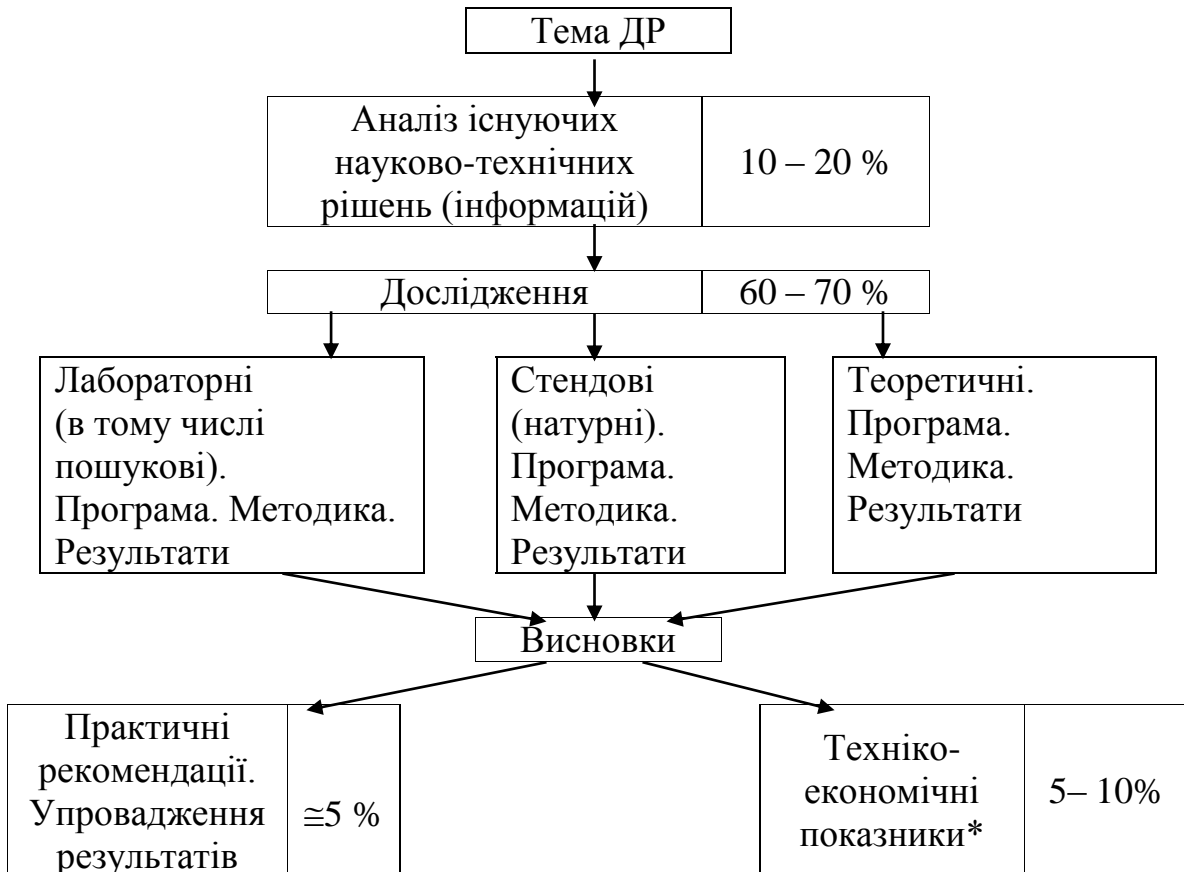 Тема ДР
Аналіз існуючих
науково-технічних
рішень (інформацій)
10 – 20 %
Дослідження
60 – 70 %
Лабораторні
(в тому числі
пошукові).
Програма. Методика.
Результати
Стендові
(натурні).
Програма.
Методика.
Результати
Теоретичні.
Програма.
Методика.
Результати
Висновки
Практичні
рекомендації.
Упровадження
результатів
≅5 %
Техніко-
економічні
показники*
5– 10%